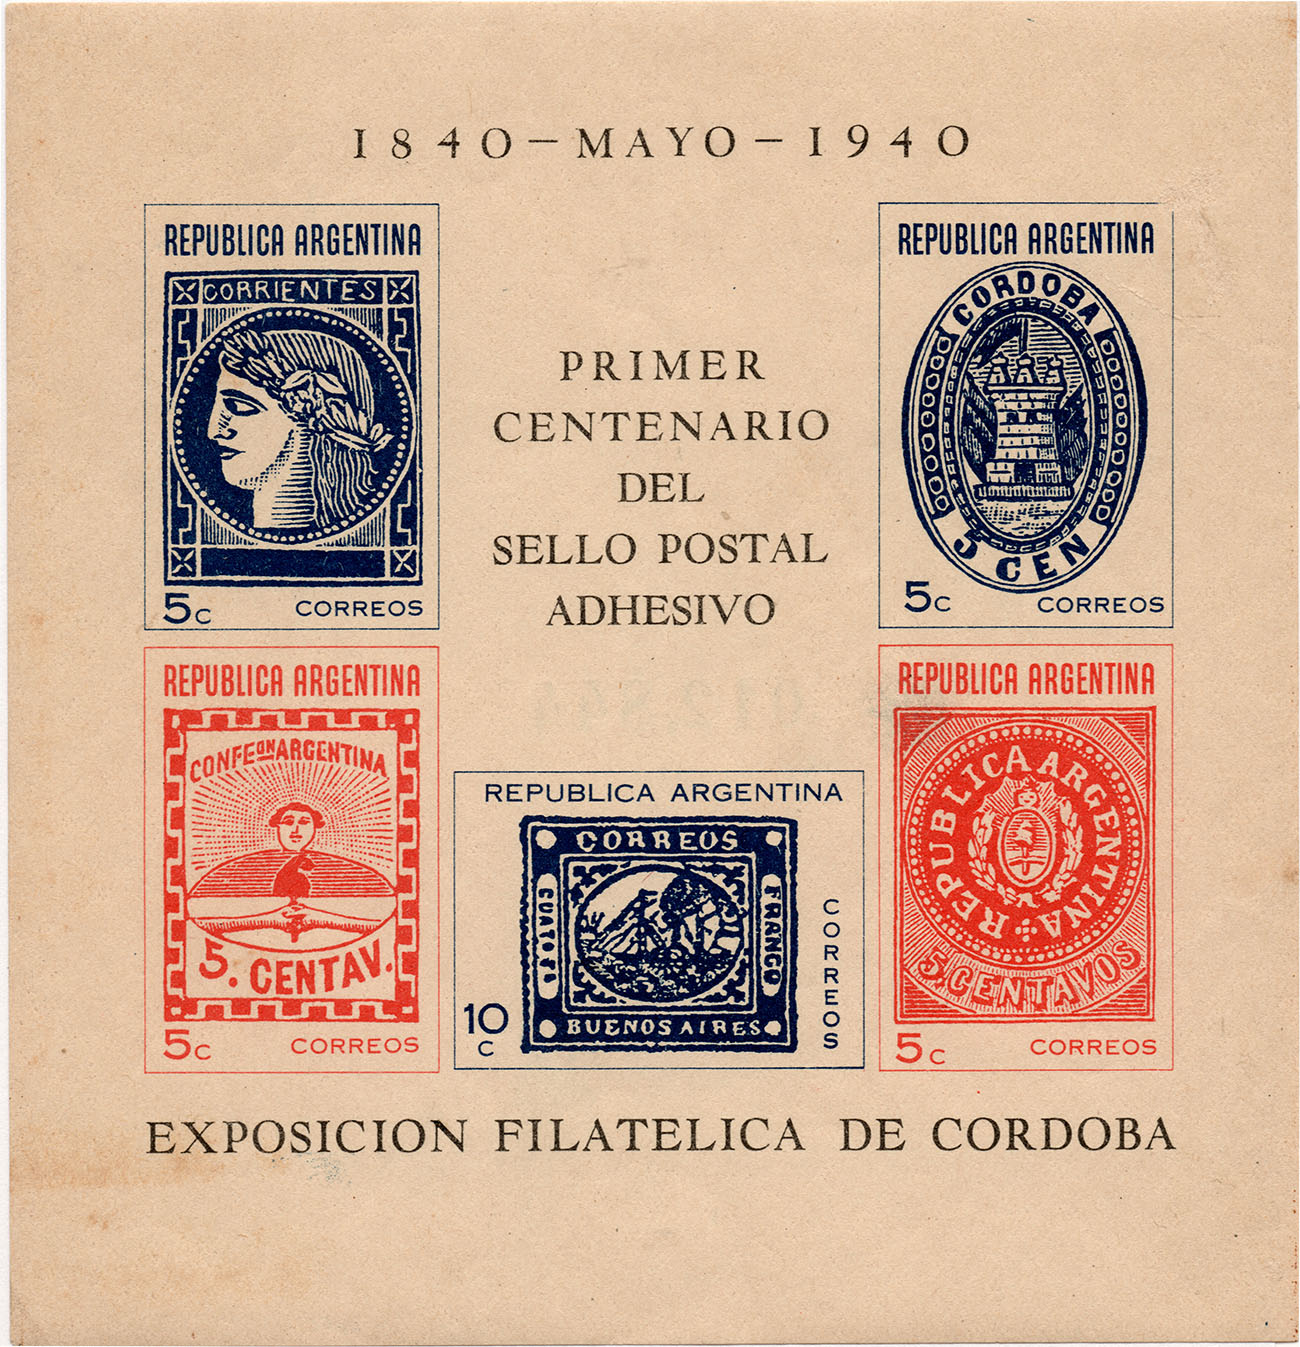 1840-MAYO-1940
REPUBLICA ARGENTINA
CORRIENTES
5c CORREOS
PRIMER
CENTENARIO
DEL
SELLO POSTAL
ADHESIVO
REPUBLICA ARGENTINA
CORDOBA
5 CEN
5c CORREOS
REPUBLICA ARGENTINA
CONFEON ARGENTINA
5. CENTAV.
5c CORREOS
REPUBLICA ARGENTINA
CORREOS
FRANCO
BUENOS AIRES
10 c
CORREOS
REPUBLICA ARGENTINA
REPUBLICA ARGENTINA
5 CENTAVOS
5c CORREOS
EXPOSICION FILATELICA DE CORDOBA